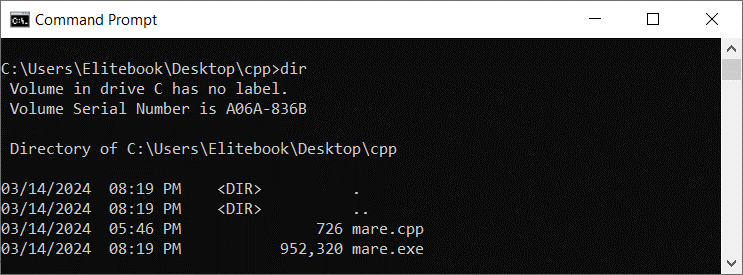 Command Prompt
C:\Users\Elitebook\Desktop\cpp>dir
 Volume in drive C has no label.
 Volume Serial Number is A06A-836B
 Directory of C:\Users\Elitebook\Desktop\cpp
03/14/2024  08:19 PM    <DIR>          .
03/14/2024  08:19 PM    <DIR>          ..
03/14/2024  05:46 PM               726 mare.cpp
03/14/2024  08:19 PM           952,320 mare.exe